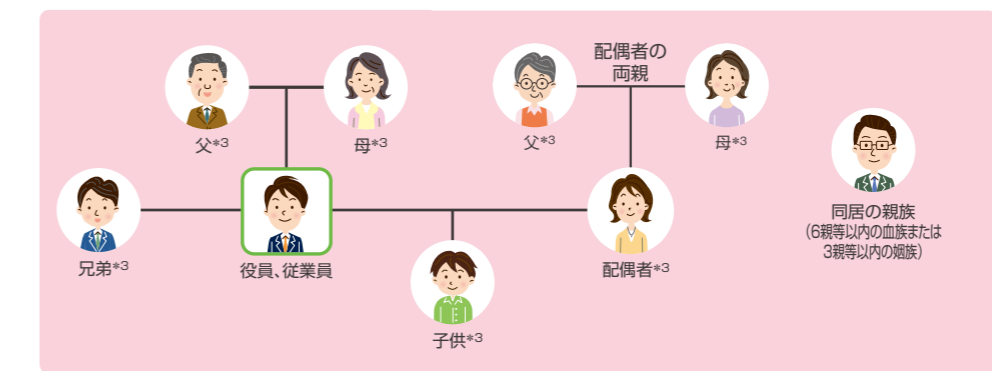 配偶者の
両親
父*3
母*3
父*3
母*3
同居の親族
(6親等以内の血族または
3親等以内の姻族)
兄弟*3
役員、従業員
配偶者*3
子供*3